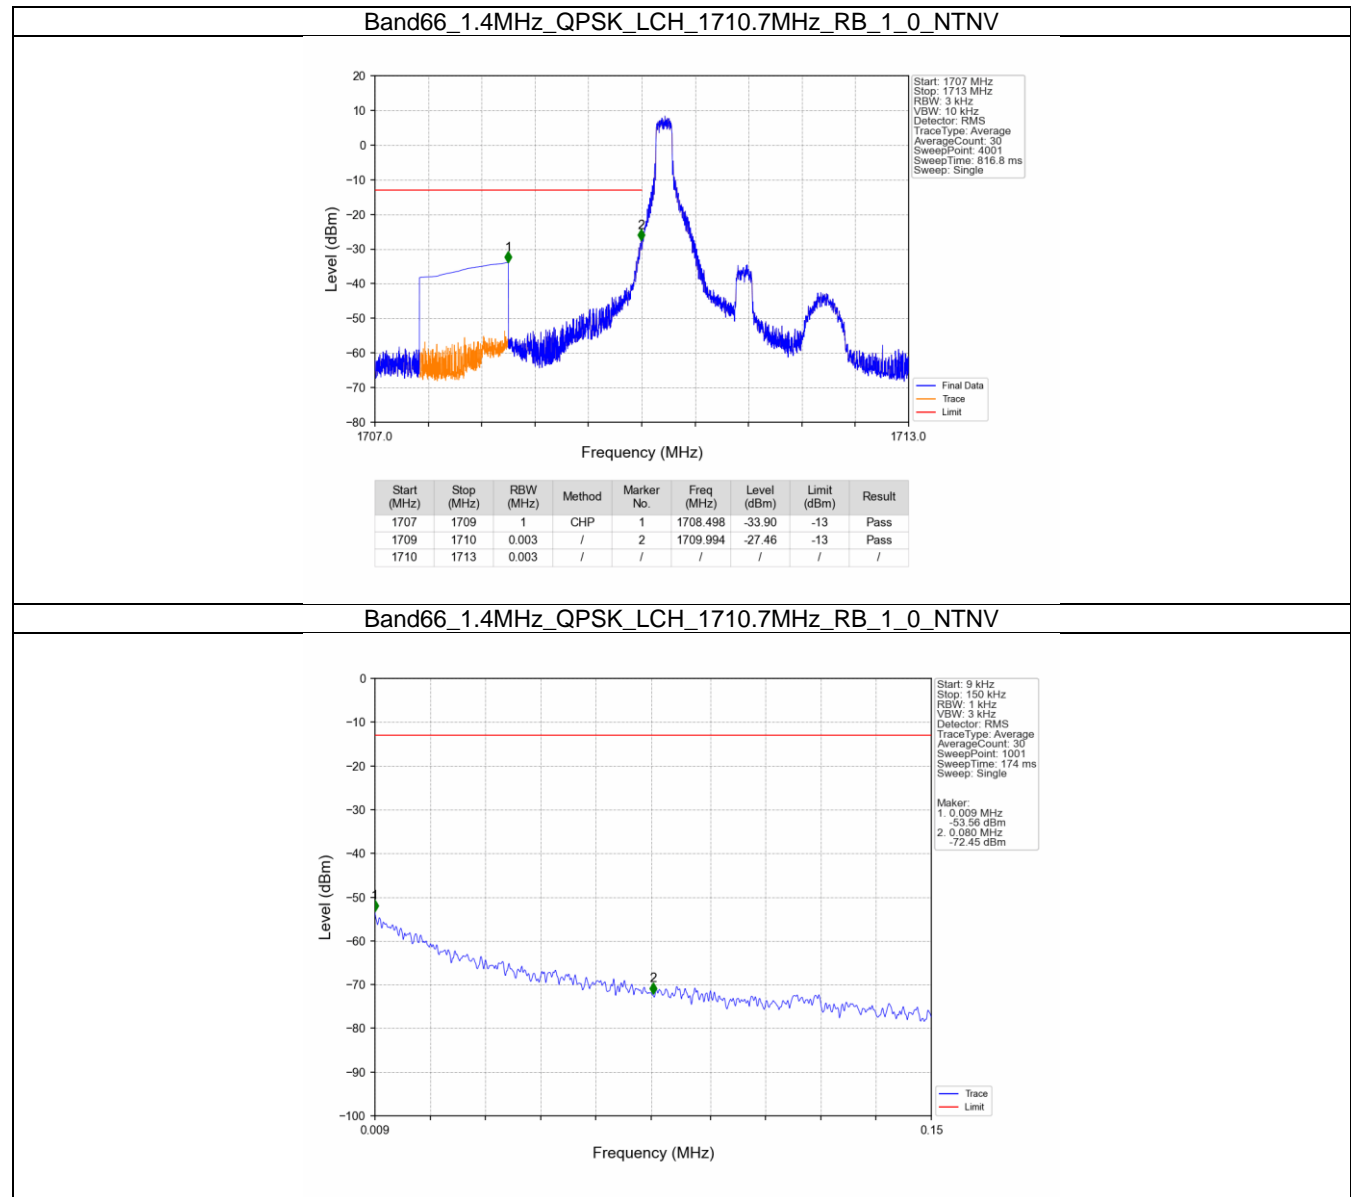 Band66_1.4MHz_QPSK_LCH_1710.7MHz_RB_1_0_NTNV
Start: 1707 MHz
Stop: 1713 MHz
RBW: 3 kHz
VBW: 10 kHz
Detector: RMS
TraceType: Average
AverageCount: 30
SweepPoint: 4001
SweepTime: 816.8 ms
Sweep: Single
20
10
0
−10
−20
−30
−40
−50
−60
−70
−80
Level (dBm)
1
2
Final Data
Trace
Limit
1707.0 1713.0
Frequency (MHz)
Start (MHz) Stop (MHz) RBW (MHz) Method Marker No. Freq (MHz) Level (dBm) Limit (dBm) Result
1707 1709 1 CHP 1 1708.498 -33.90 -13 Pass
1709 1710 0.003 / 2 1709.994 -27.46 -13 Pass
1710 1713 0.003 / / / / / /
Band66_1.4MHz_QPSK_LCH_1710.7MHz_RB_1_0_NTNV
Start: 9 kHz
Stop: 150 kHz
RBW: 1 kHz
VBW: 3 kHz
Detector: RMS
TraceType: Average
AverageCount: 30
SweepPoint: 1001
SweepTime: 174 ms
Sweep: Single
Maker:
1. 0.009 MHz
-53.56 dBm
2. 0.080 MHz
-72.45 dBm
0
−10
−20
−30
−40
−50
−60
−70
−80
−90
−100
Level (dBm)
1
2
Trace
Limit
0.009 0.15
Frequency (MHz)